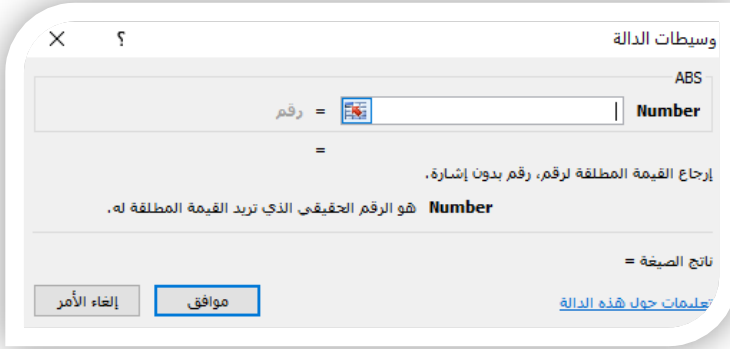 وسيطات الدالة ؟ ×
ABS
Number = رقم
=
إرجاع القيمة المطلقة لرقم، رقم بدون إشارة.
Number هو الرقم الحقيقي الذي تريد القيمة المطلقة له.
ناتج الصيغة =
تعليمات حول هذه الدالة موافق إلغاء الأمر